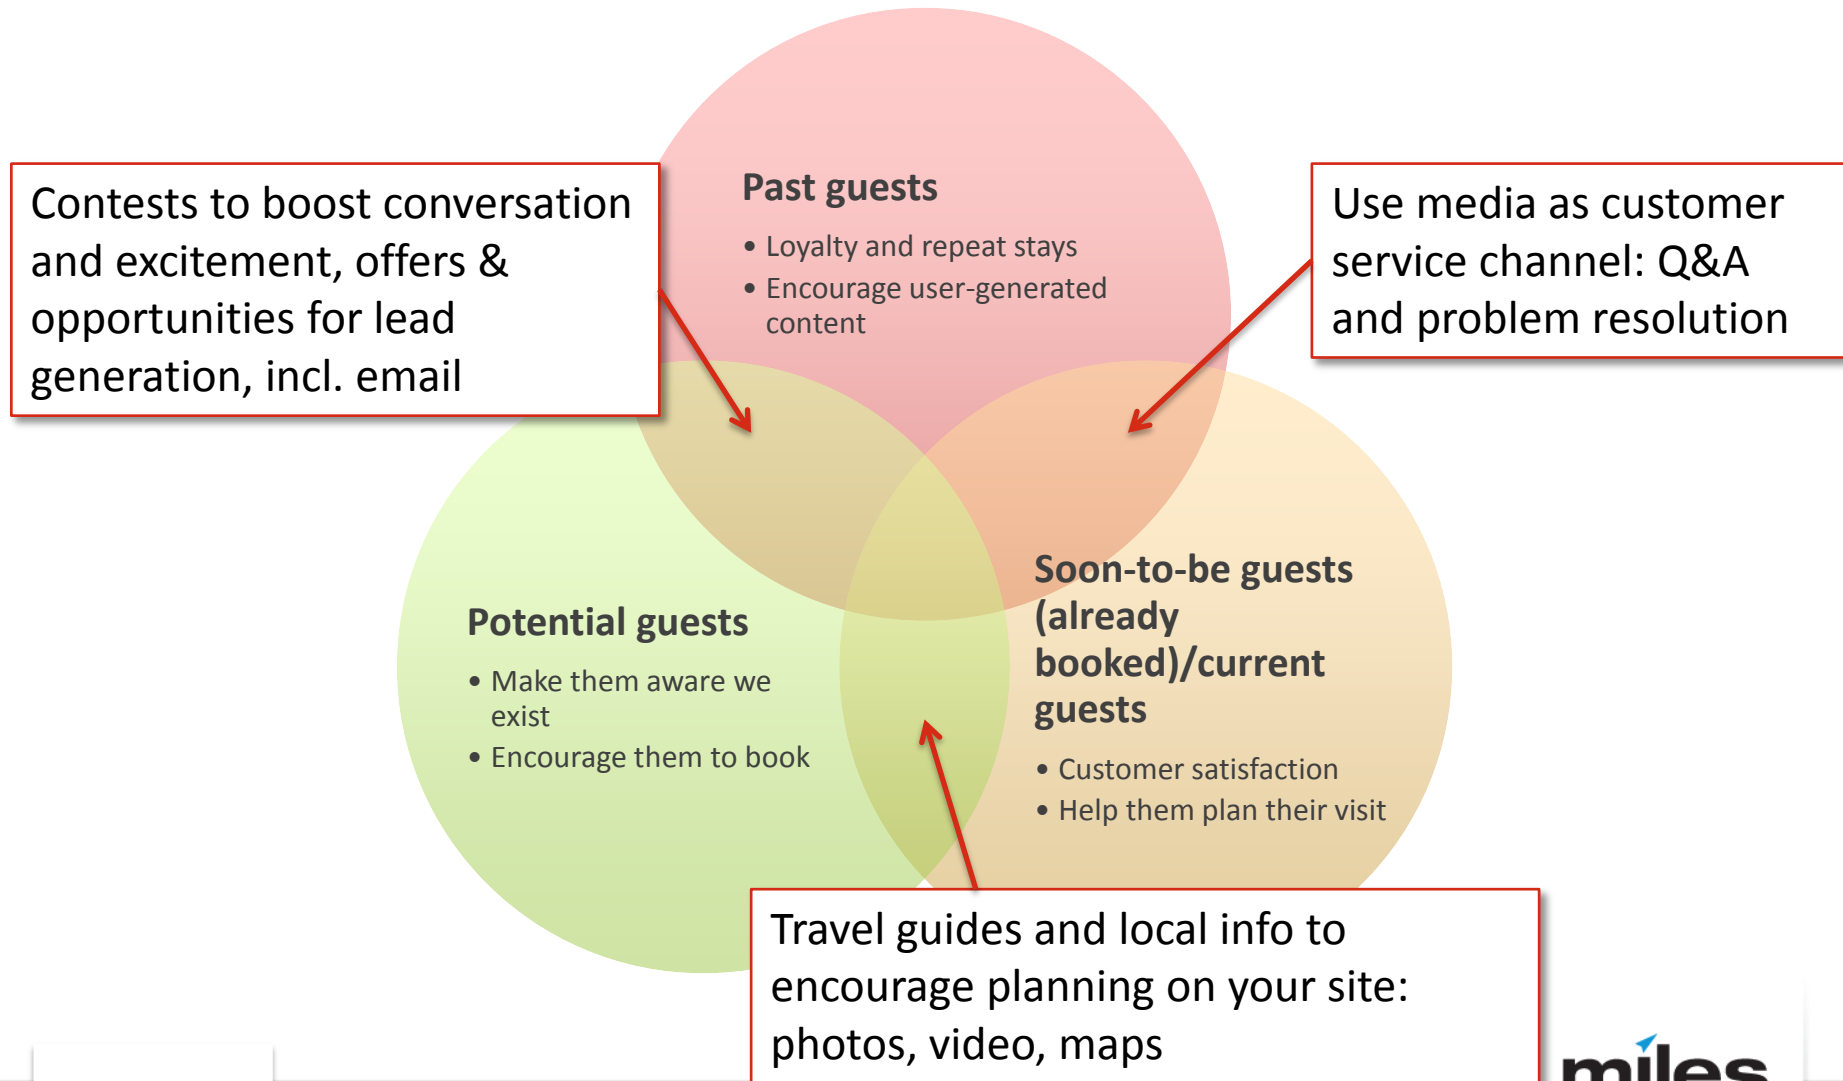 Past guests
• Loyalty and repeat stays
• Encourage user-generated
content
Contests to boost conversation
and excitement, offers &
opportunities for lead
generation, incl. email
Use media as customer
service channel: Q&A
and problem resolution
Potential guests
• Make them aware we
exist
• Encourage them to book
Soon-to-be guests
(already
booked)/current
guests
• Customer satisfaction
• Help them plan their visit
Travel guides and local info to
encourage planning on your site:
photos, video, maps
miles